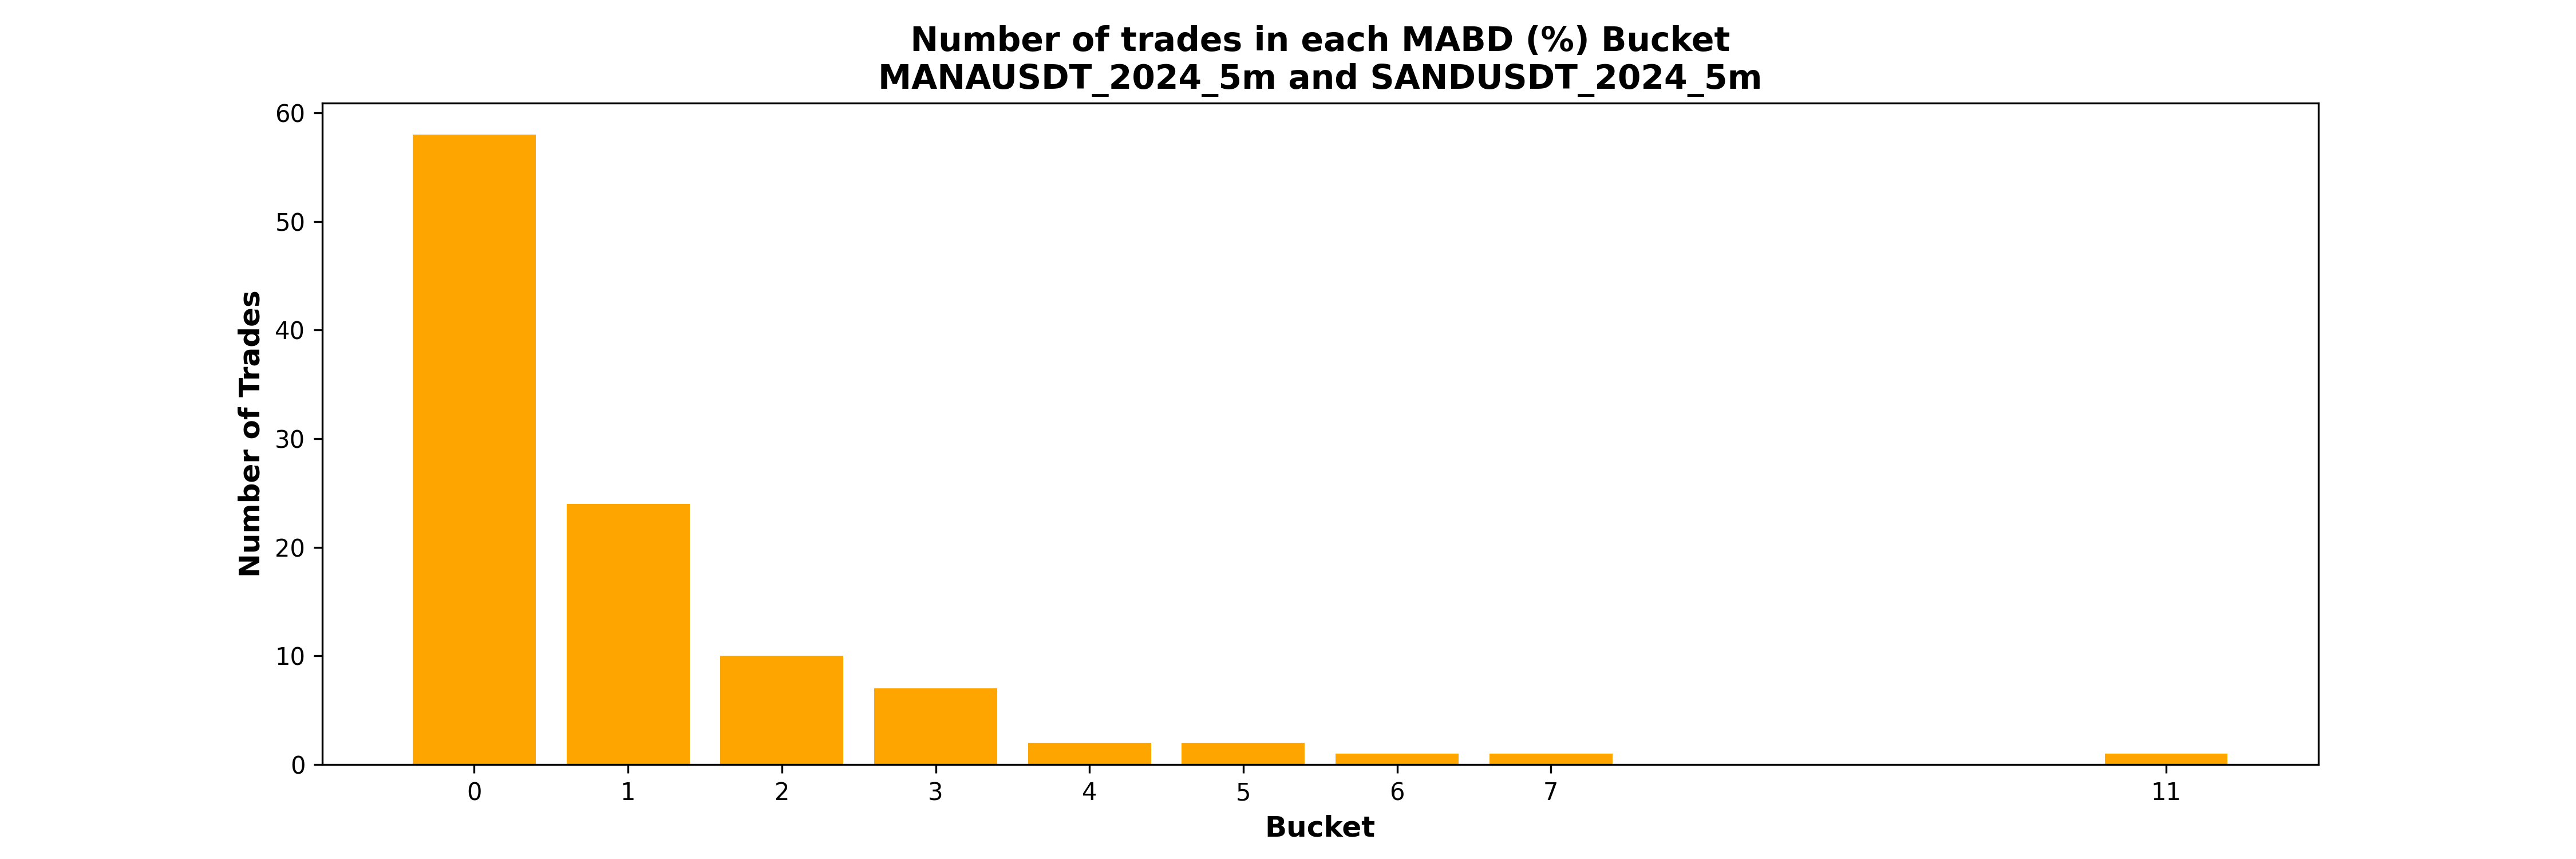 Number of trades in each MABD (%) Bucket
MANAUSDT_2024_5m and SANDUSDT_2024_5m
Number of Trades
60
50
40
30
20
10
0
0 1 2 3 4 5 6 7 11
Bucket